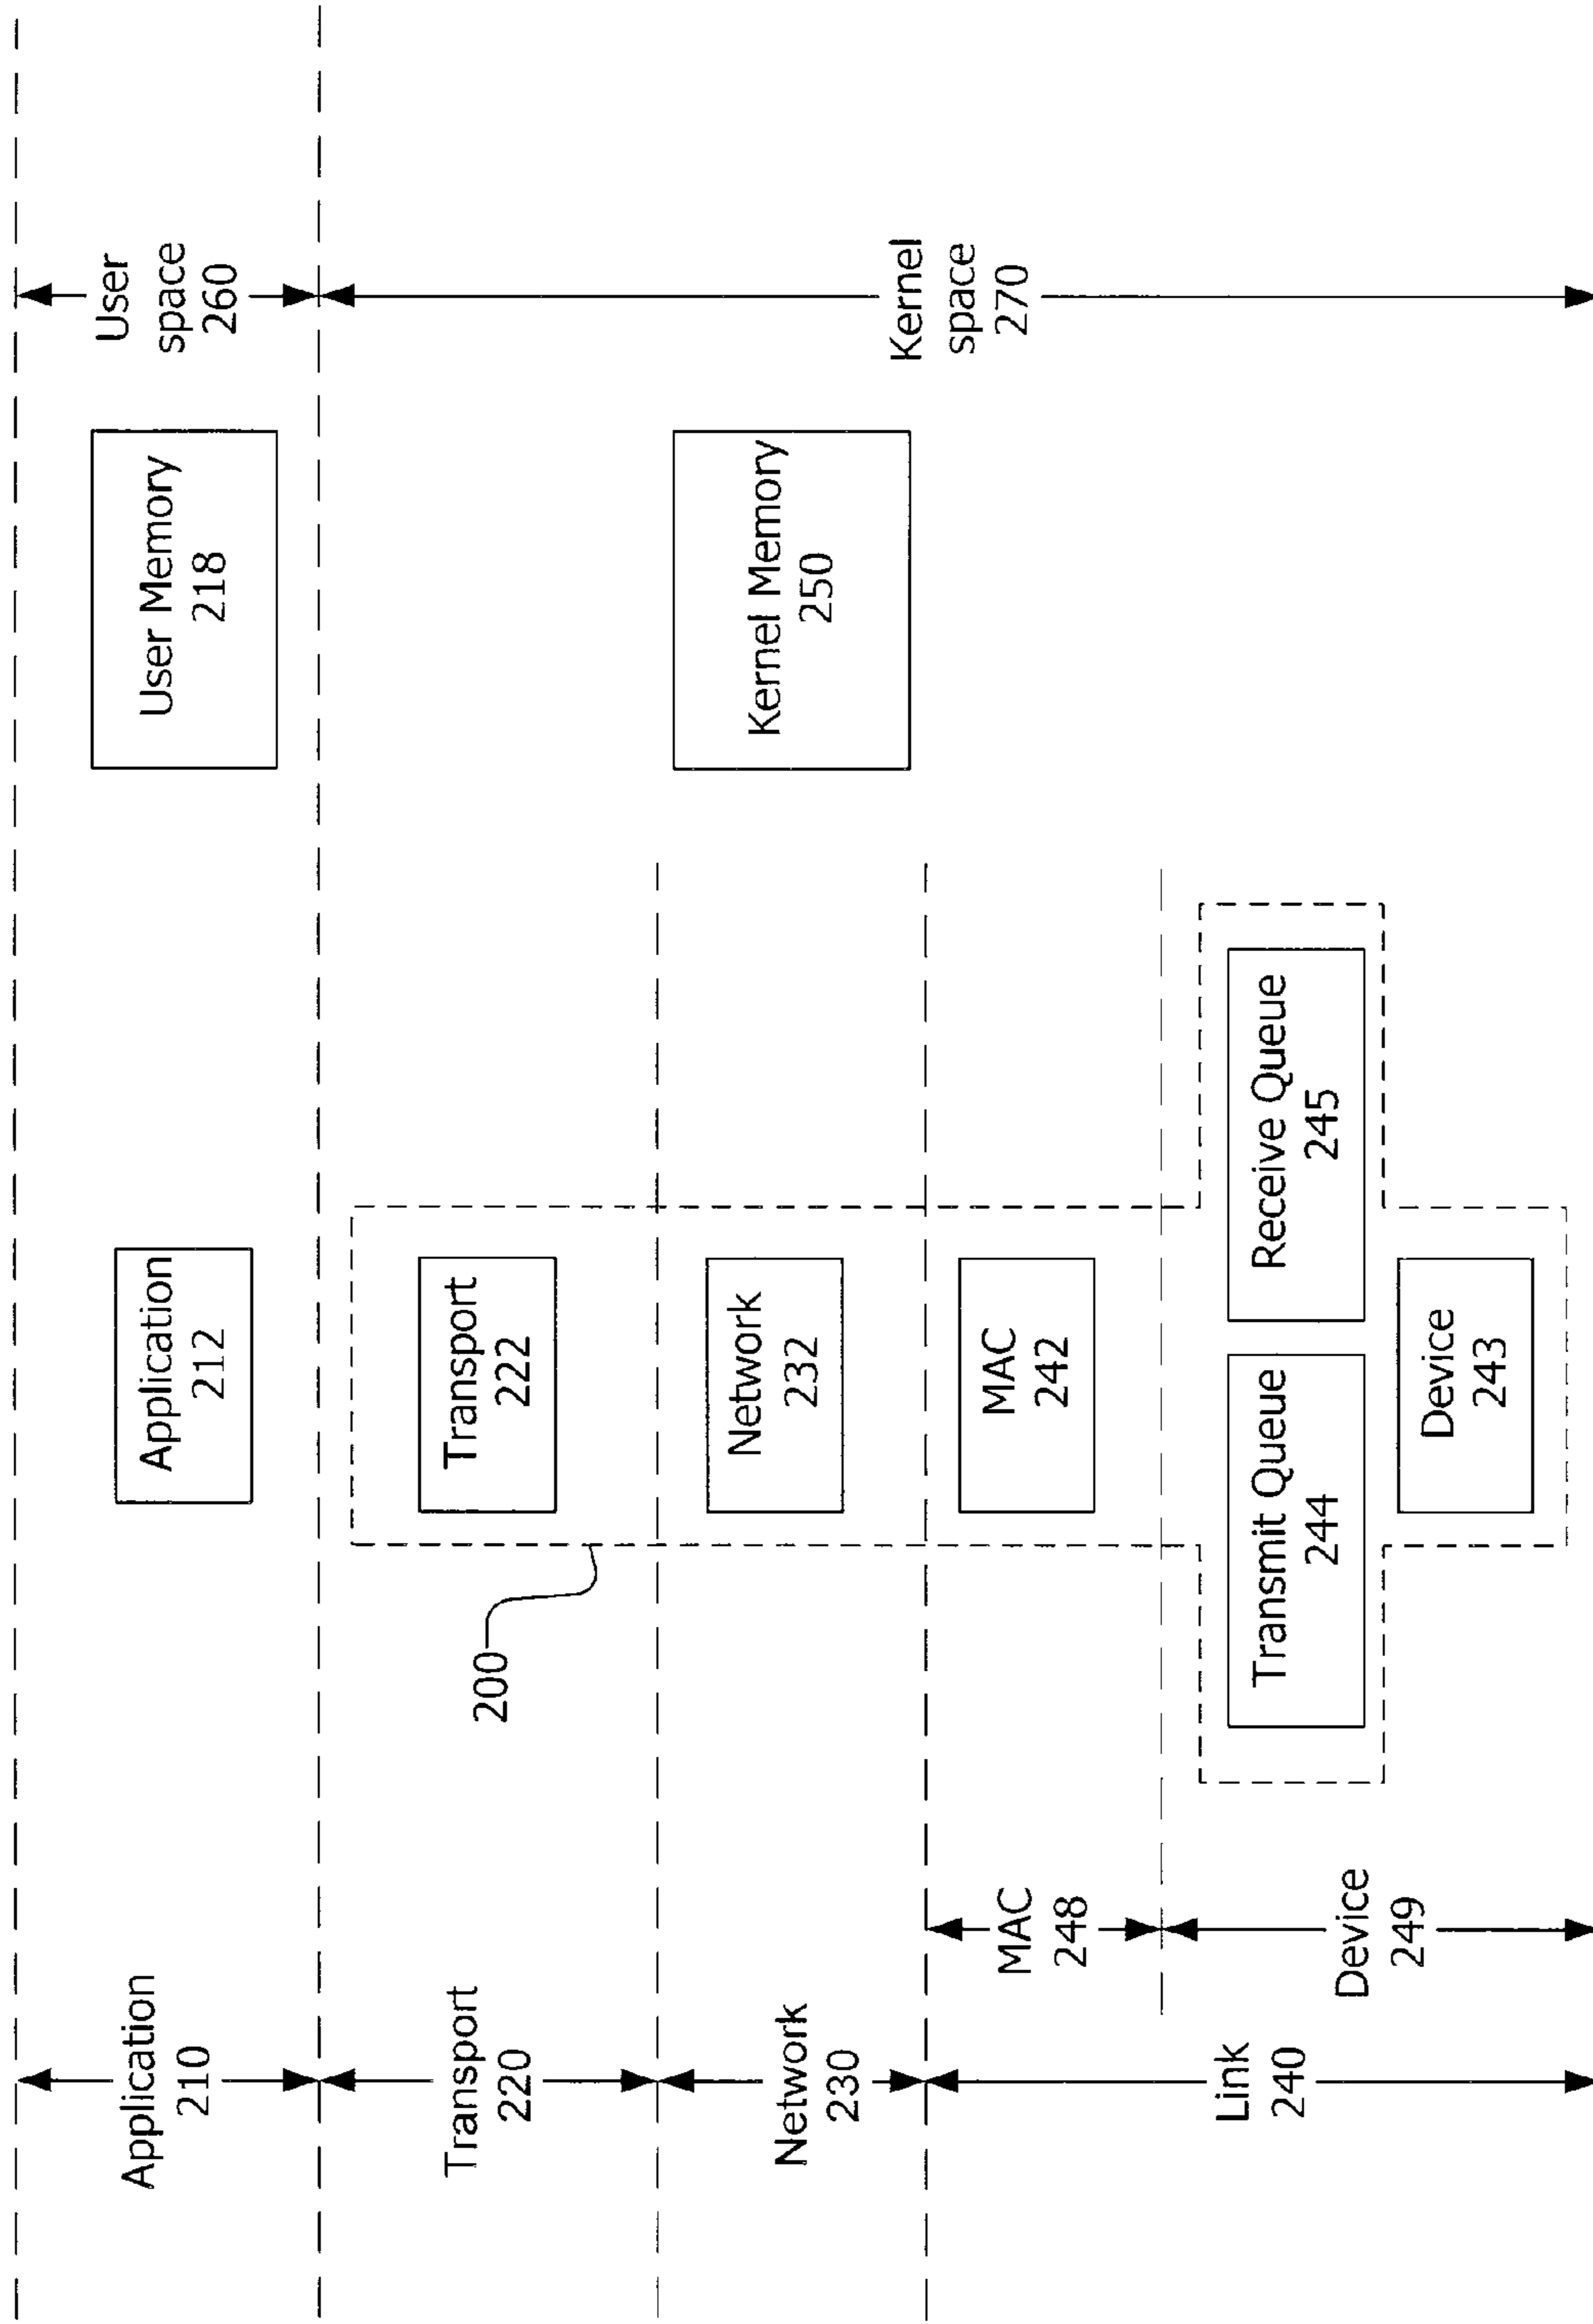 Application
210
Application
212
User Memory
218
User
space
260
Transport
220
200
Transport
222
Network
230
Network
232
Kernel Memory
250
Kernel
space
270
Link
240
MAC
248
MAC
242
Device
249
Transmit Queue
244
Receive Queue
245
Device
243